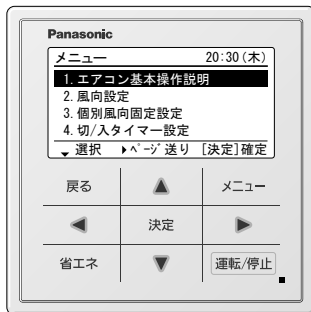 Panasonic
メニュー 20:30(木)
1. エアコン基本操作説明
2. 風向設定
3. 個別風向固定設定
4. 切/入タイマー設定
選択 ▶ﾍﾟｰｼﾞ送り [決定]確定
戻る ▲ メニュー
◀ 決定 ▶
省エネ ▼ 運転/停止